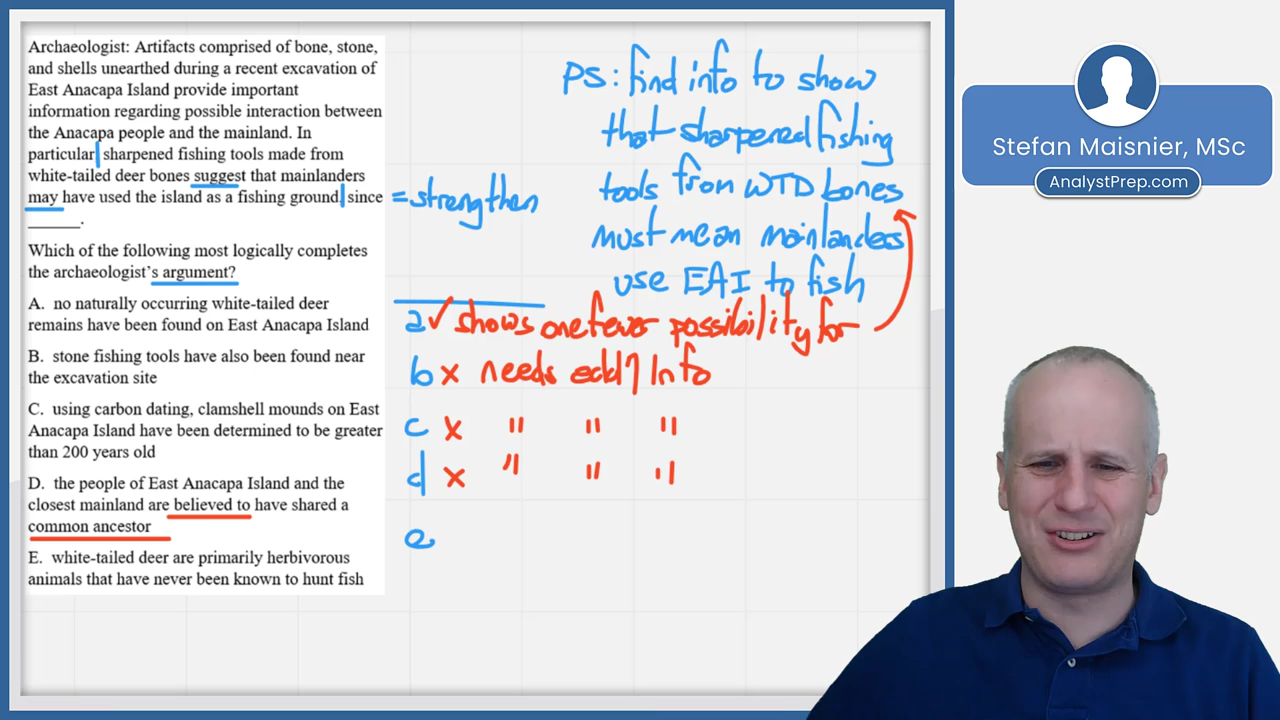 Archaeologist: Artifacts comprised of bone, stone,
and shells unearthed during a recent excavation of
East Anacapa Island provide important
information regarding possible interaction between
the Anacapa people and the mainland. In
particular, sharpened fishing tools made from
white-tailed deer bones suggest that mainlanders
may have used the island as a fishing ground, since
______.
Which of the following most logically completes
the archaeologist's argument?
A. no naturally occurring white-tailed deer
remains have been found on East Anacapa Island
B. stone fishing tools have also been found near
the excavation site
C. using carbon dating, clamshell mounds on East
Anacapa Island have been determined to be greater
than 200 years old
D. the people of East Anacapa Island and the
closest mainland are believed to have shared a
common ancestor
E. white-tailed deer are primarily herbivorous
animals that have never been known to hunt fish
= strengthen
PS: find info to show
that sharpened fishing
tools from WTD bones
must mean mainlanders
use EAI to fish
a ✓ shows one fewer possibility for
b x needs add'l Info
c x " " "
d x " " "
e
Stefan Maisnier, MSc
AnalystPrep.com